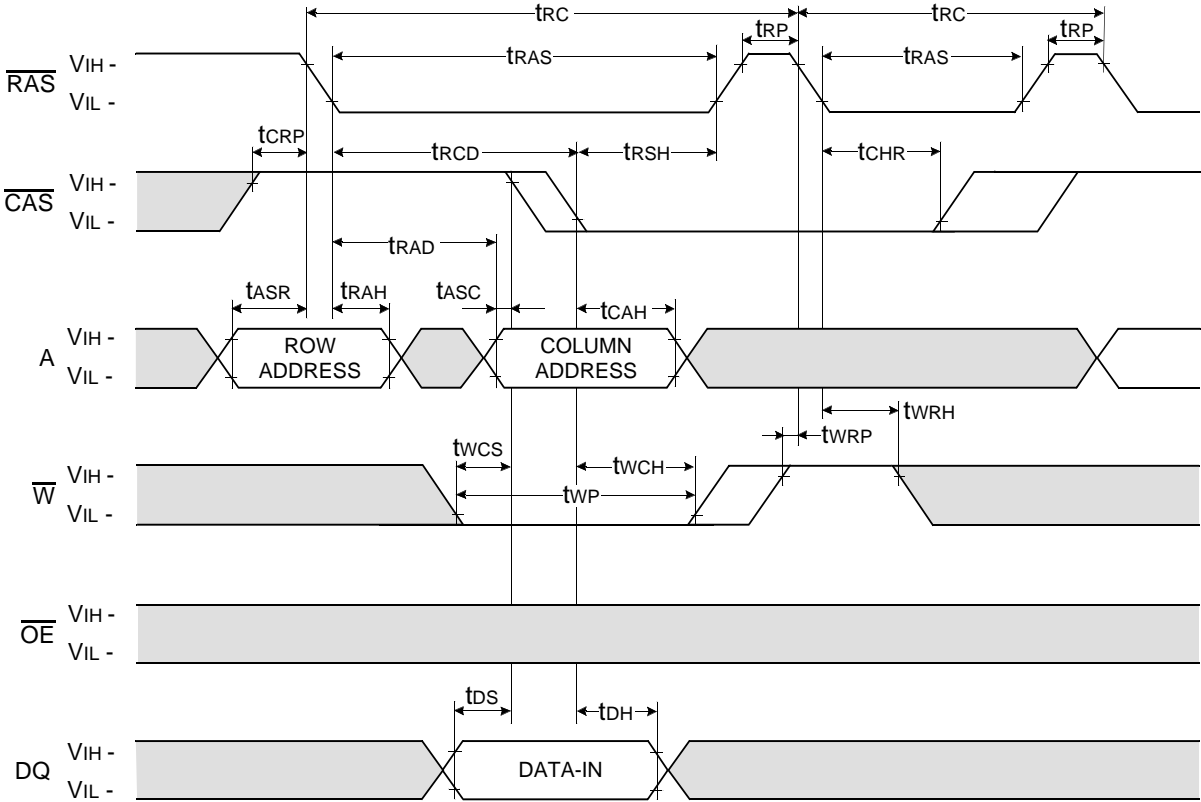 tRC tRC
tRP tRP
tRAS tRAS
RAS VIH -
VIL -
tCRP tRCD tRSH tCHR
CAS VIH -
VIL -
tRAD
tASR tRAH tASC tCAH
A VIH -
VIL -
ROW ADDRESS
COLUMN ADDRESS
tWRH
tWRP
tWCS tWCH
tWP
W VIH -
VIL -
OE VIH -
VIL -
tDS tDH
DQ VIH -
VIL -
DATA-IN